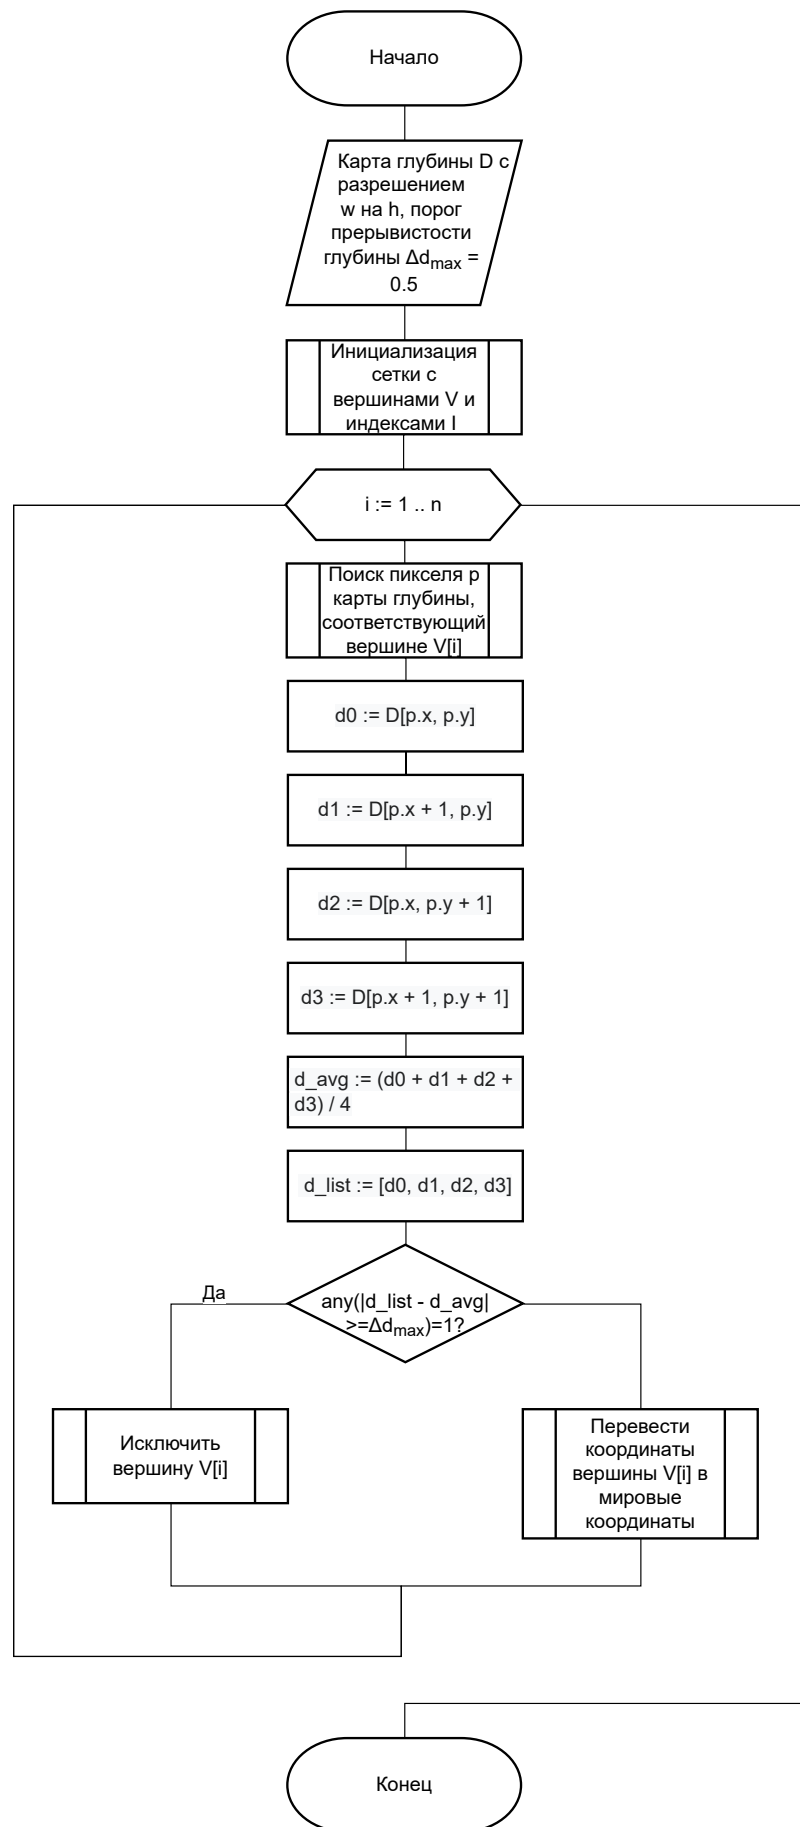 Начало
Карта глубины D с
разрешением
w на h, порог
прерывистости
глубины Δd_max =
0.5
Инициализация
сетки с
вершинами V и
индексами I
i := 1 .. n
Поиск пикселя p
карты глубины,
соответствующий
вершине V[i]
d0 := D[p.x, p.y]
d1 := D[p.x + 1, p.y]
d2 := D[p.x, p.y + 1]
d3 := D[p.x + 1, p.y + 1]
d_avg := (d0 + d1 + d2 +
d3) / 4
d_list := [d0, d1, d2, d3]
Да
any(|d_list - d_avg|
>=Δd_max)=1?
Исключить
вершину V[i]
Перевести
координаты
вершины V[i] в
мировые
координаты
Конец